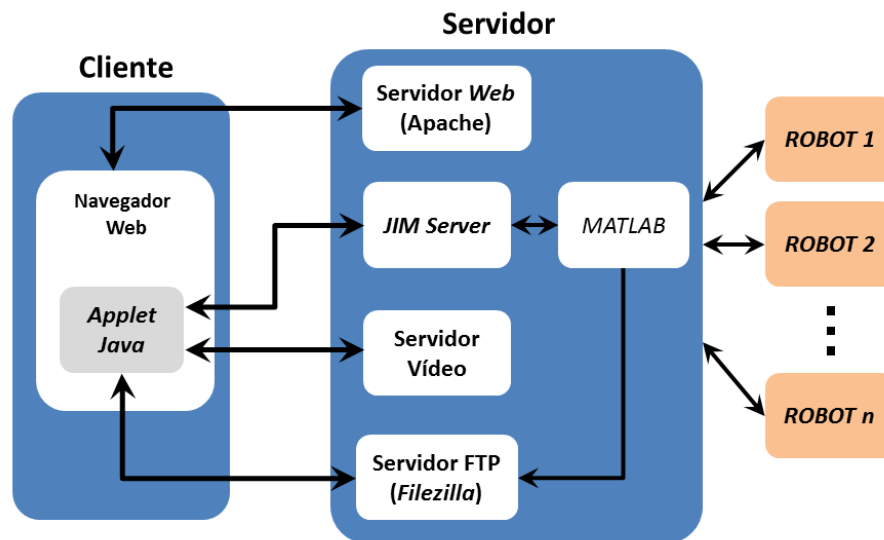 Servidor
Cliente
Servidor Web
(Apache)
Navegador
Web
JIM Server
MATLAB
Applet
Java
Servidor
Vídeo
Servidor FTP
(Filezilla)
ROBOT 1
ROBOT 2
ROBOT n